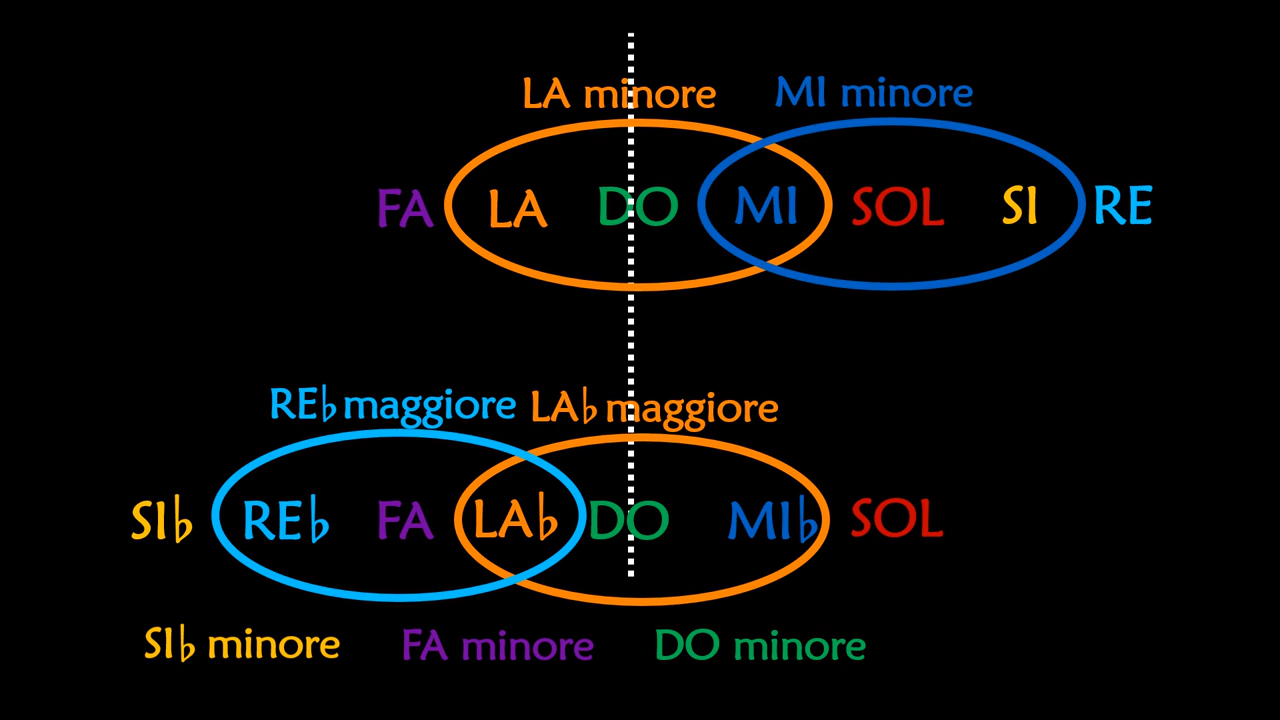 LA minore MI minore
FA LA DO MI SOL SI RE
RE♭ maggiore LA♭ maggiore
SI♭ RE♭ FA LA♭ DO MI♭ SOL
SI♭ minore FA minore DO minore